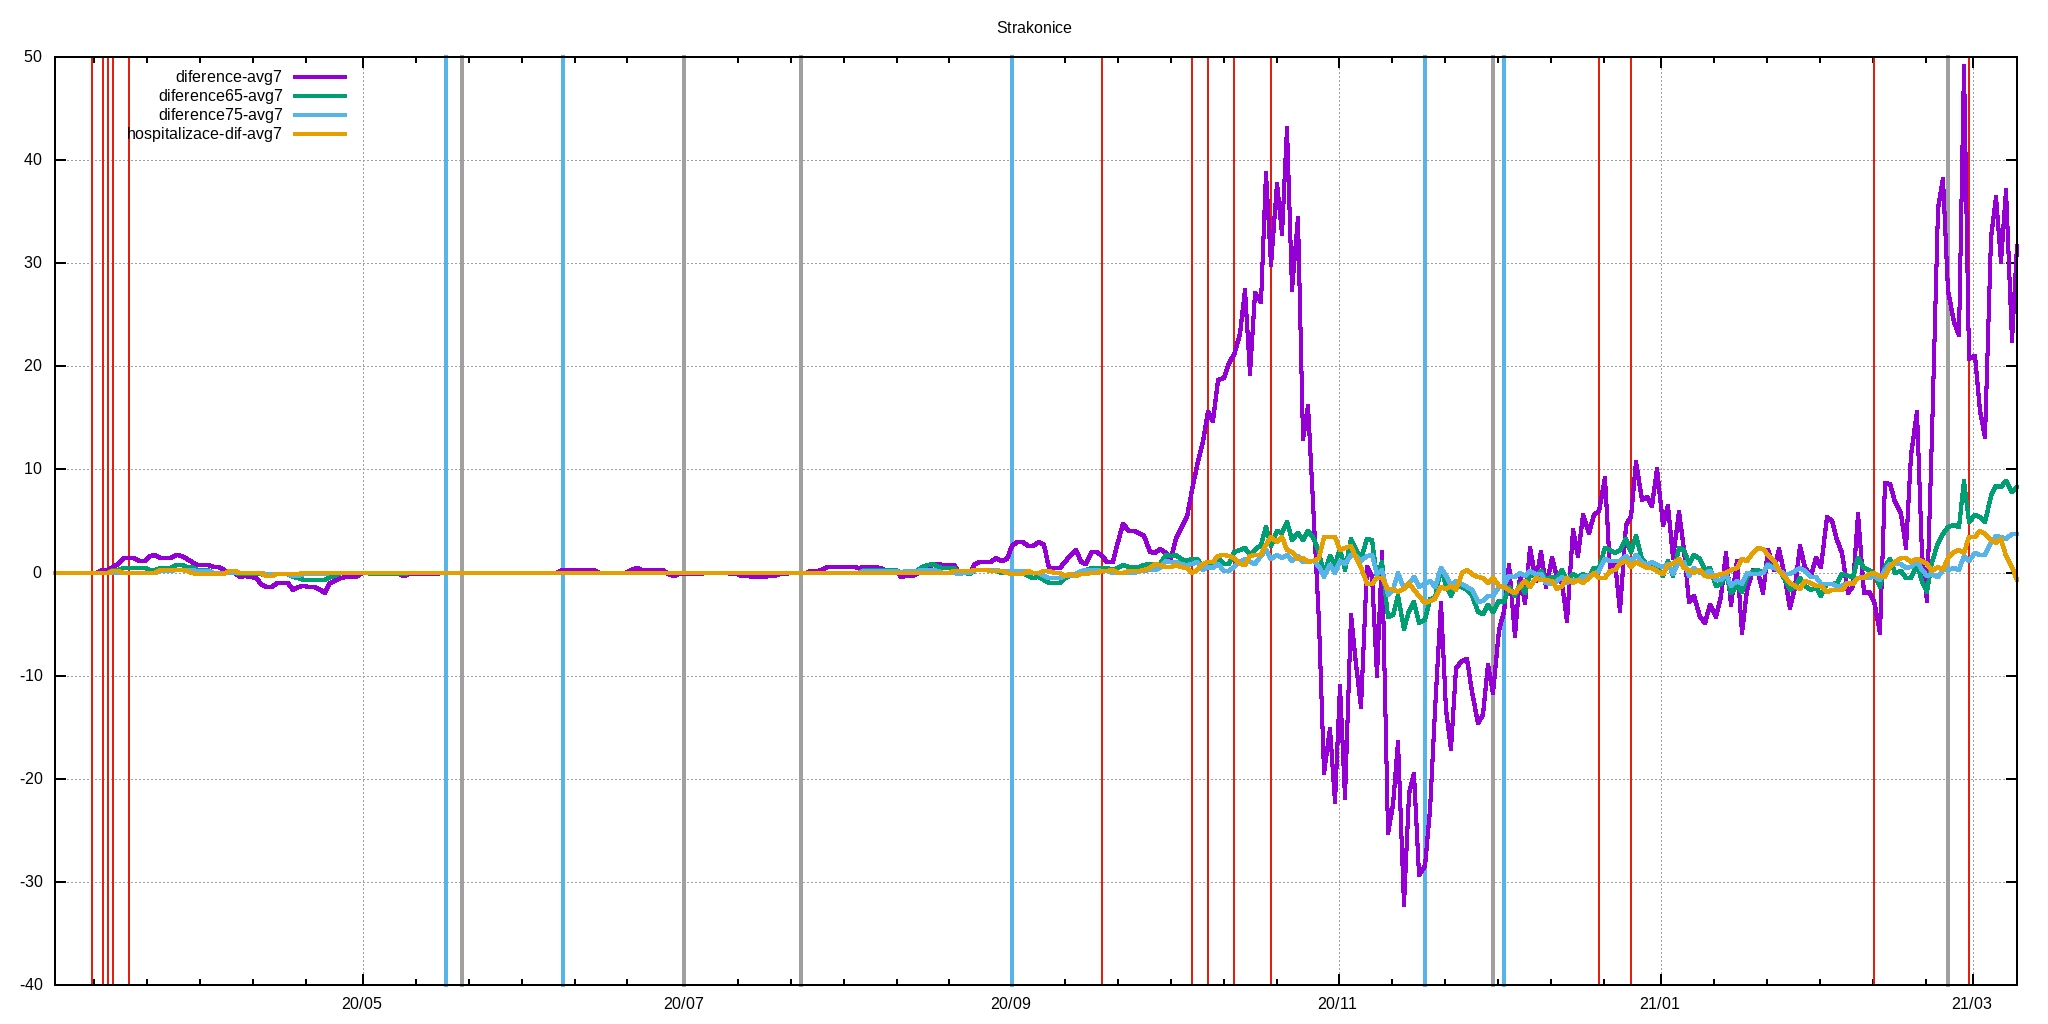 Strakonice
50
40
30
20
10
0
-10
-20
-30
-40
diference-avg7
diference65-avg7
diference75-avg7
hospitalizace-dif-avg7
20/05 20/07 20/09 20/11 21/01 21/03